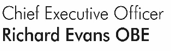 Chief Executive Officer
Richard Evans OBE